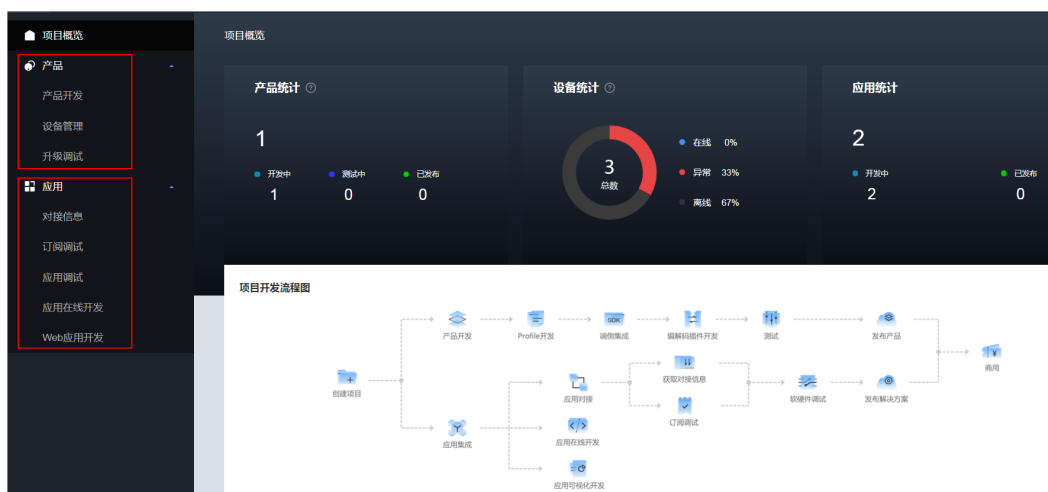 项目概览
产品
产品开发
设备管理
升级调试
应用
对接信息
订阅调试
应用调试
应用在线开发
Web应用开发
项目概览
产品统计
1
开发中 测试中 已发布
1 0 0
设备统计
3
总数
在线 0%
异常 33%
离线 67%
应用统计
2
开发中 已发布
2 0
项目开发流程图
创建项目
产品开发
Profile开发
SDK
端侧集成
编解码插件开发
测试
发布产品
商用
应用集成
应用对接
获取对接信息
订阅调试
软硬件调试
发布解决方案
应用在线开发
应用可视化开发